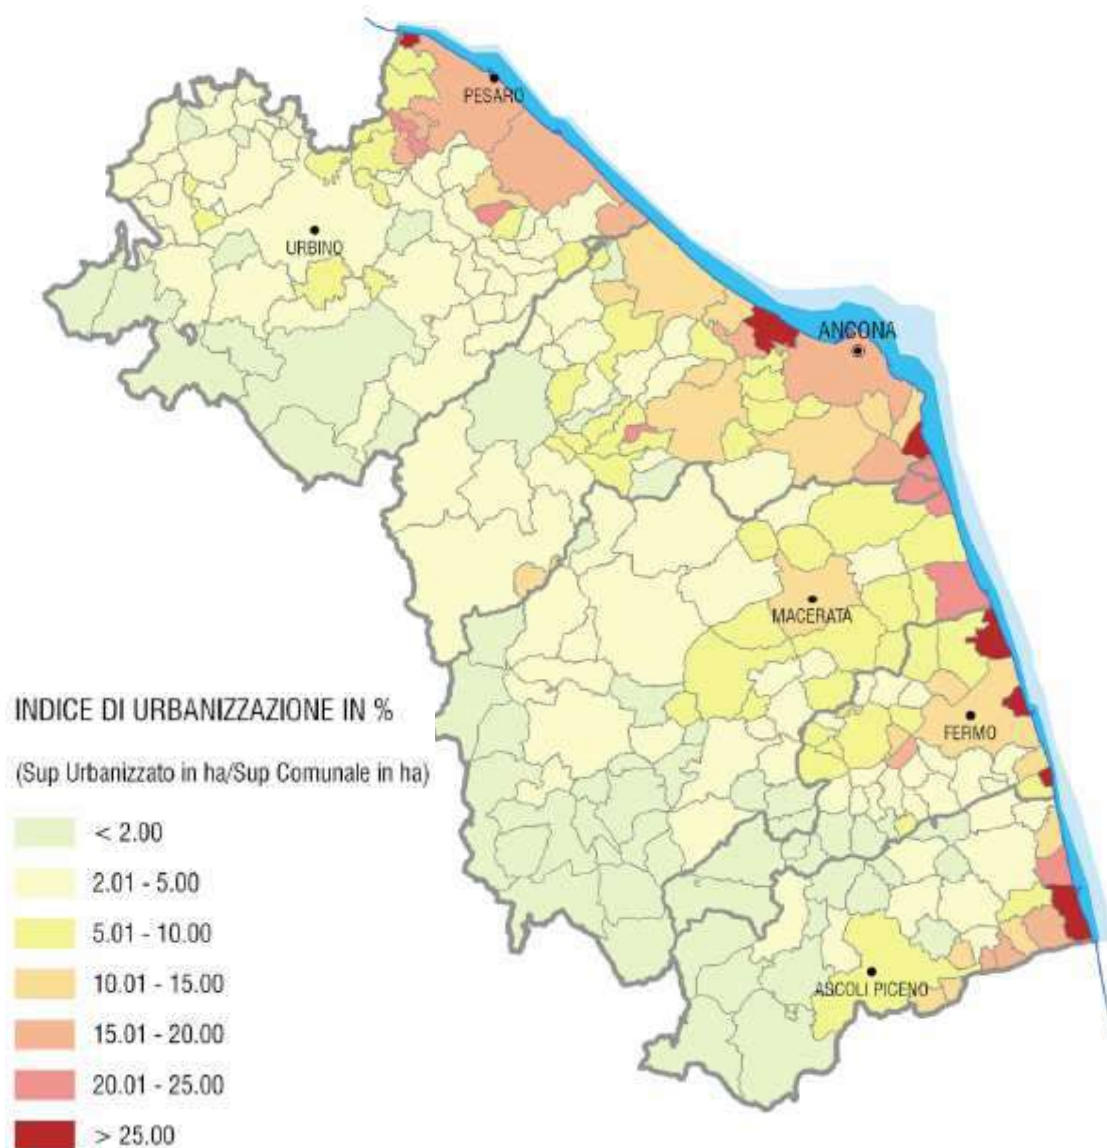 PESARO
URBINO
ANCONA
MACERATA
FERMO
ASCOLI PICENO
INDICE DI URBANIZZAZIONE IN %
(Sup Urbanizzato in ha/Sup Comunale in ha)
< 2.00
2.01 - 5.00
5.01 - 10.00
10.01 - 15.00
15.01 - 20.00
20.01 - 25.00
> 25.00